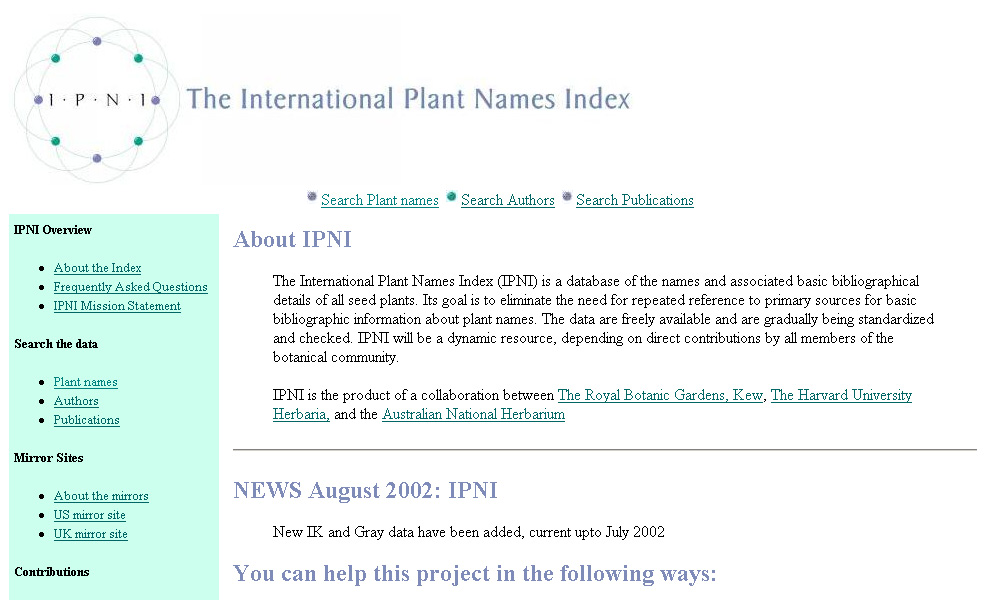 I · P · N · I
The International Plant Names Index
Search Plant names Search Authors Search Publications
IPNI Overview
About the Index
Frequently Asked Questions
IPNI Mission Statement
Search the data
Plant names
Authors
Publications
Mirror Sites
About the mirrors
US mirror site
UK mirror site
Contributions
About IPNI
The International Plant Names Index (IPNI) is a database of the names and associated basic bibliographical
details of all seed plants. Its goal is to eliminate the need for repeated reference to primary sources for basic
bibliographic information about plant names. The data are freely available and are gradually being standardized
and checked. IPNI will be a dynamic resource, depending on direct contributions by all members of the
botanical community.
IPNI is the product of a collaboration between The Royal Botanic Gardens, Kew, The Harvard University
Herbaria, and the Australian National Herbarium
NEWS August 2002: IPNI
New IK and Gray data have been added, current upto July 2002
You can help this project in the following ways: